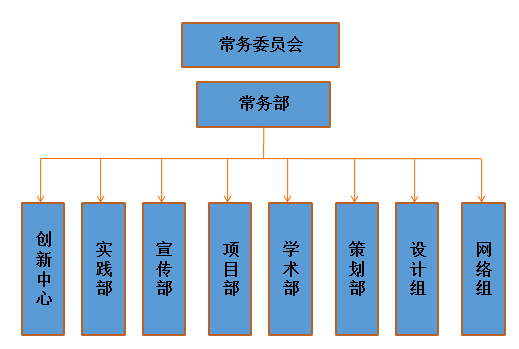 常务委员会
常务部
创新中心
实践部
宣传部
项目部
学术部
策划部
设计组
网络组